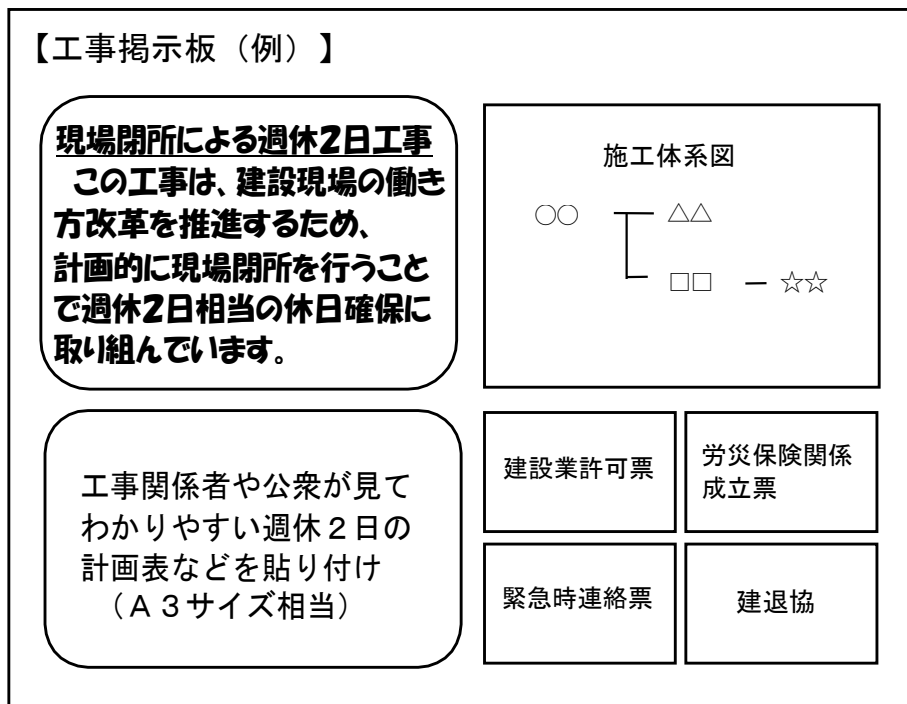 【工事掲示板（例）】
現場閉所による週休2日工事
この工事は、建設現場の働き
方改革を推進するため、
計画的に現場閉所を行うこと
で週休2日相当の休日確保に
取り組んでいます。
施工体系図
○○ △△
□□ ― ☆☆
工事関係者や公衆が見て
わかりやすい週休２日の
計画表などを貼り付け
（Ａ３サイズ相当）
建設業許可票
労災保険関係
成立票
緊急時連絡票
建退協